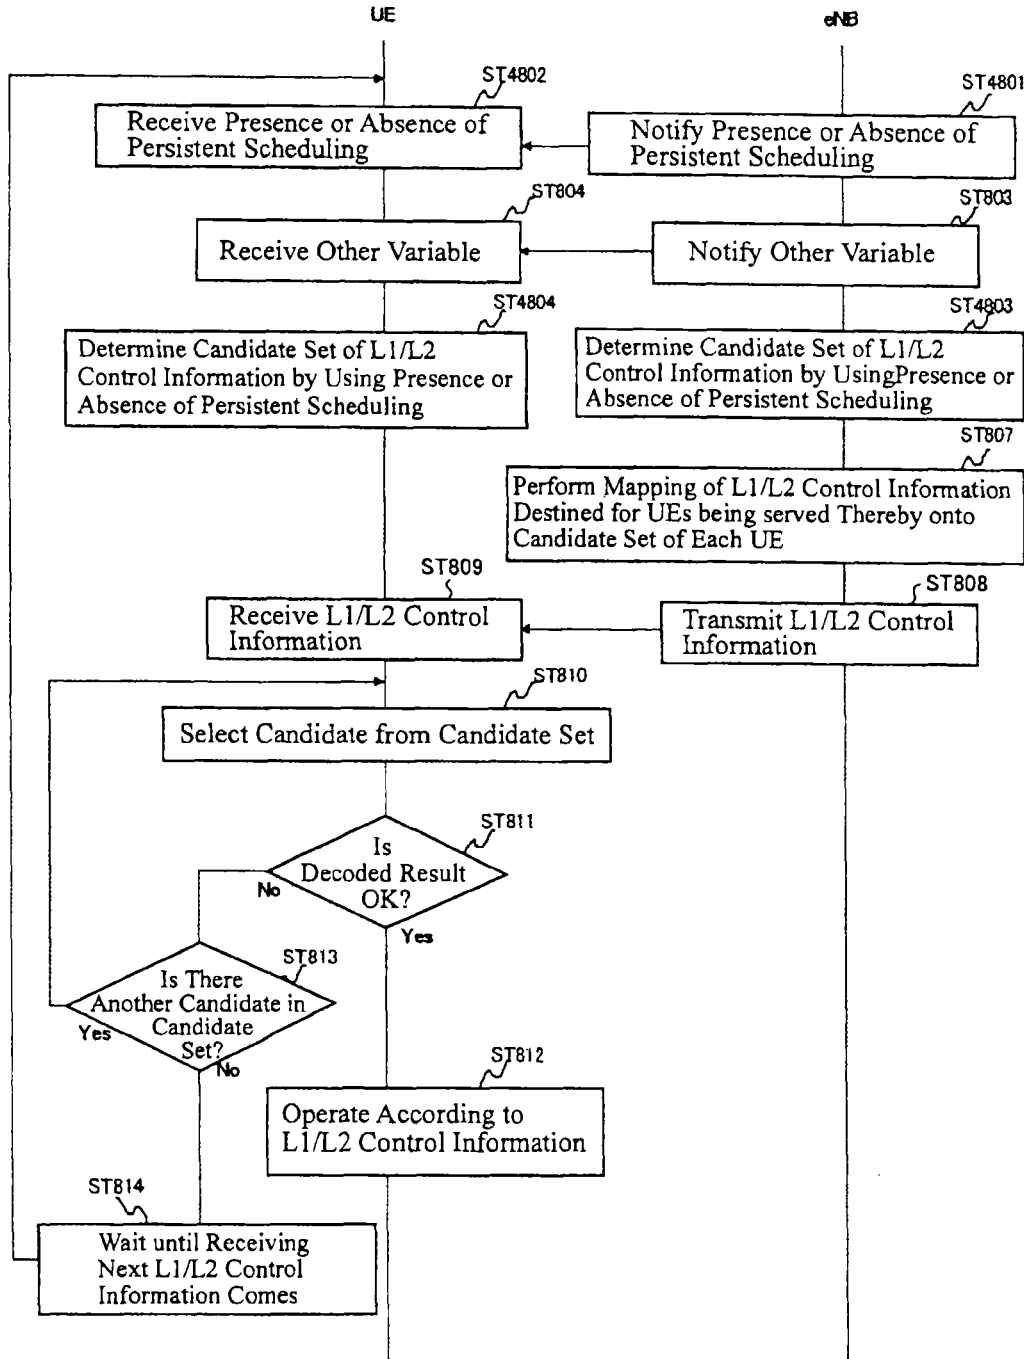 UE
eNB
ST4802
ST4801
Receive Presence or Absence of
Persistent Scheduling
Notify Presence or Absence of
Persistent Scheduling
ST804
ST803
Receive Other Variable
Notify Other Variable
ST4804
ST4803
Determine Candidate Set of L1/L2
Control Information by Using Presence or
Absence of Persistent Scheduling
Determine Candidate Set of L1/L2
Control Information by UsingPresence or
Absence of Persistent Scheduling
ST807
Perform Mapping of L1/L2 Control Information
Destined for UEs being served Thereby onto
Candidate Set of Each UE
ST809
ST808
Receive L1/L2 Control
Information
Transmit L1/L2 Control
Information
ST810
Select Candidate from Candidate Set
ST811
Is
Decoded Result
OK?
No
Yes
ST813
Is There
Another Candidate in
Candidate
Set?
Yes
No
ST812
Operate According to
L1/L2 Control Information
ST814
Wait until Receiving
Next L1/L2 Control
Information Comes